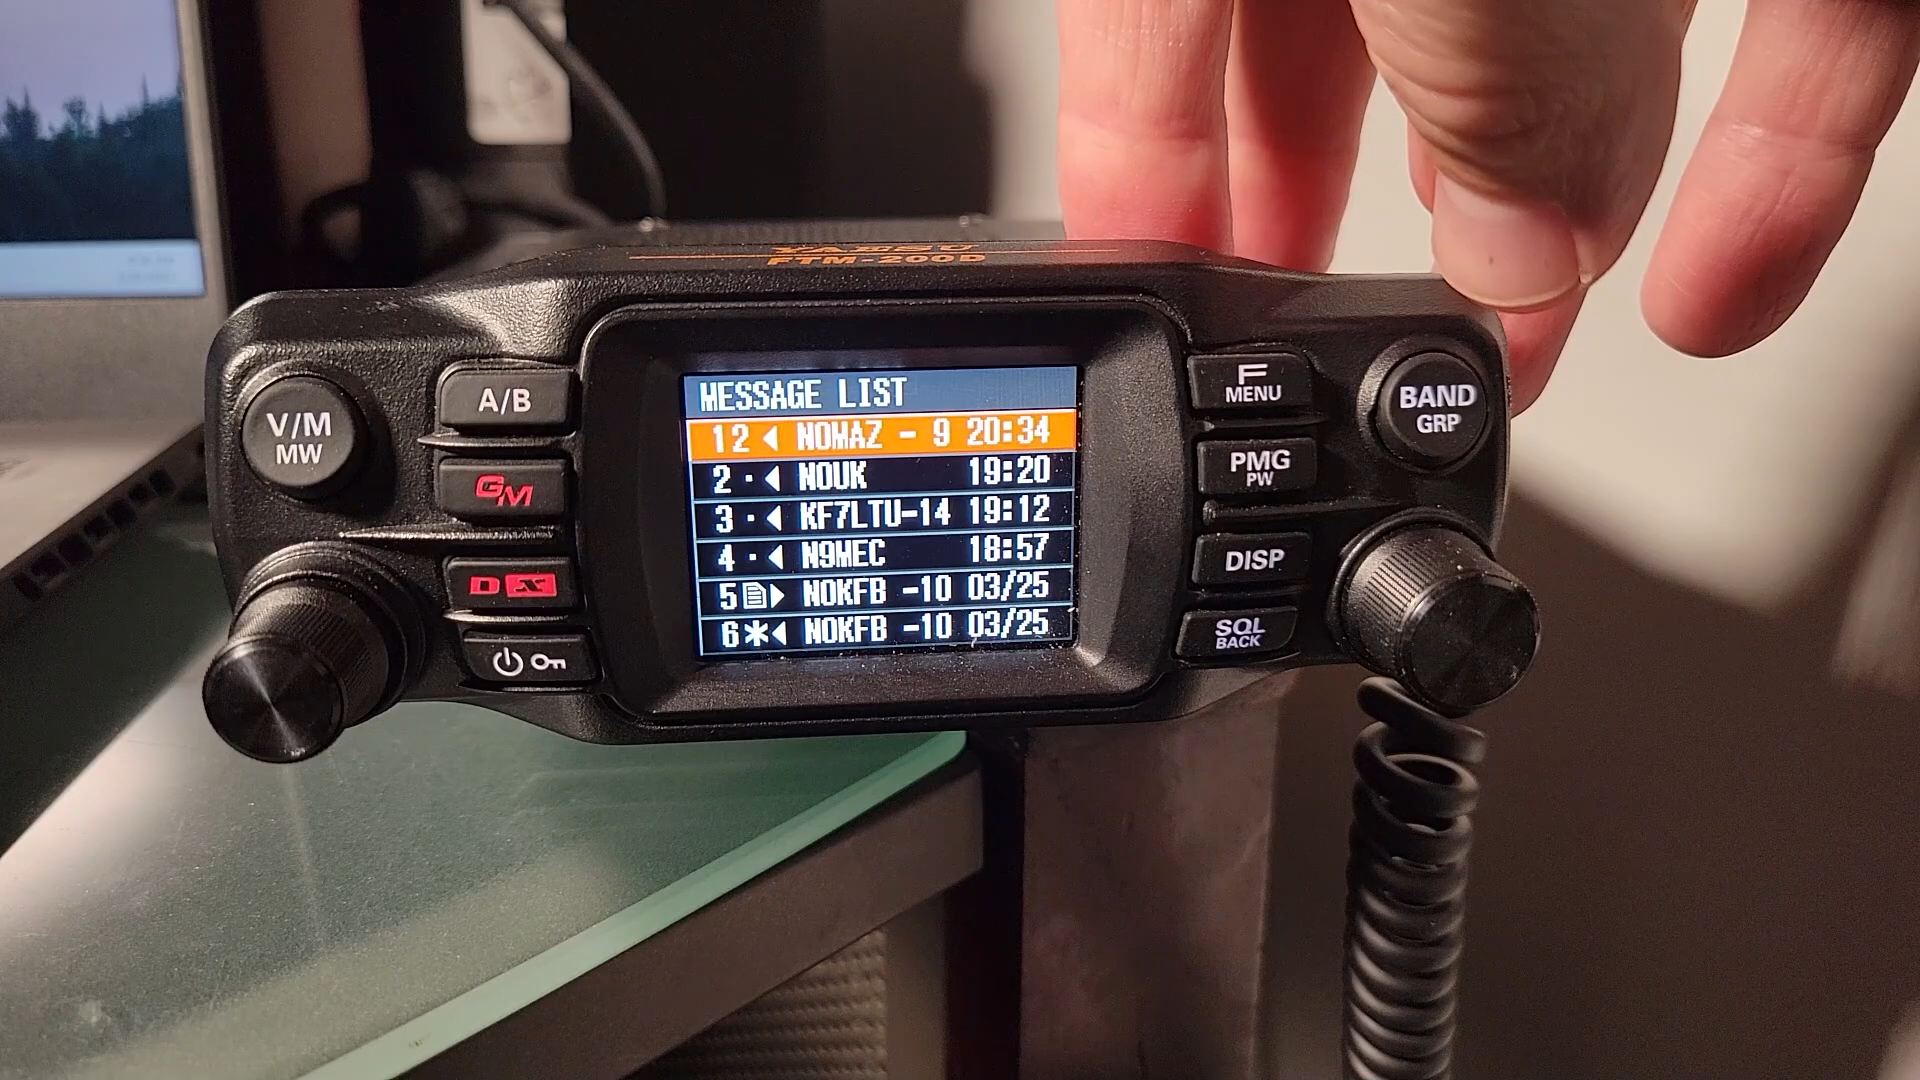 YAESU
FTM-200D
V/M
MW
A/B
GM
DX
MESSAGE LIST
12 ◀ N0MAZ - 9 20:34
2 · ◀ N0UK 19:20
3 · ◀ KF7LTU-14 19:12
4 · ◀ N9MEC 18:57
5 ▶ N0KFB -10 03/25
6 * ◀ N0KFB -10 03/25
F
MENU
PMG
PW
DISP
SQL
BACK
BAND
GRP